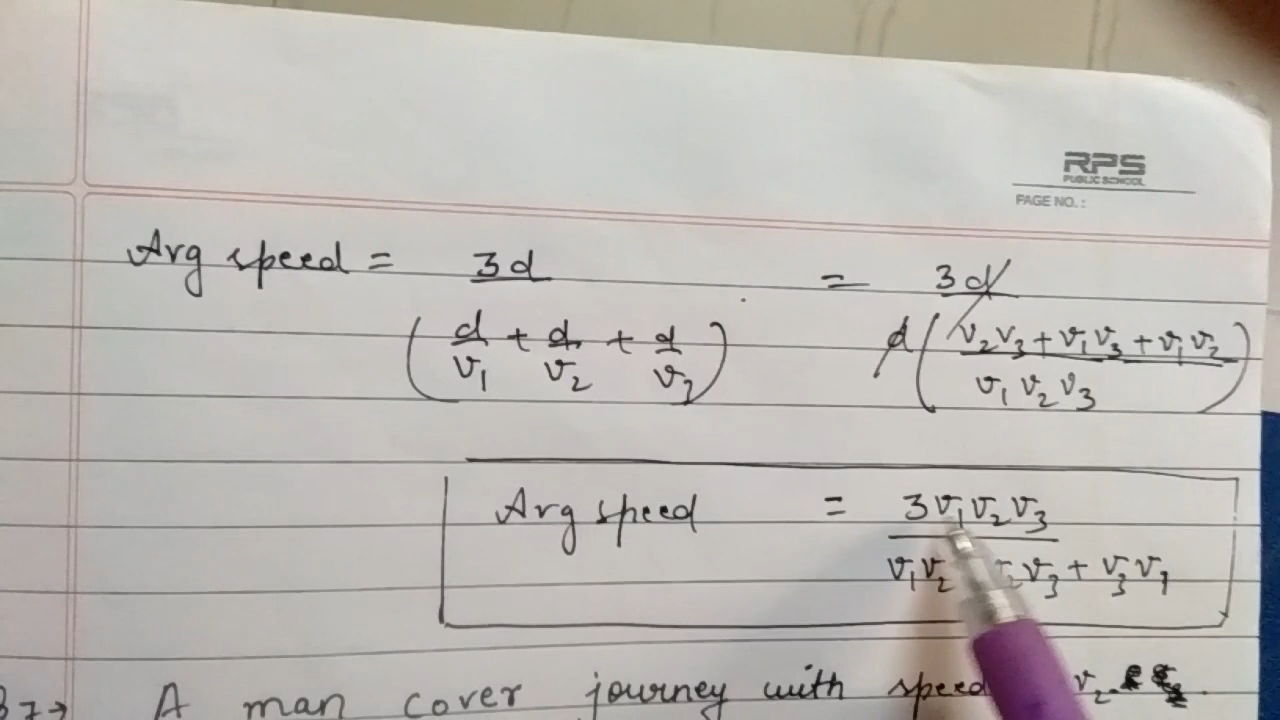 RPS
PUBLIC SCHOOL
PAGE NO. :
Avg speed = 3d / (d/v₁ + d/v₂ + d/v₃) = 3d / d(v₂v₃ + v₁v₃ + v₁v₂ / v₁v₂v₃)
Avg speed = 3v₁v₂v₃ / v₁v₂ v₂v₃ + v₃v₁
37→ A man cover journey with speed v₂